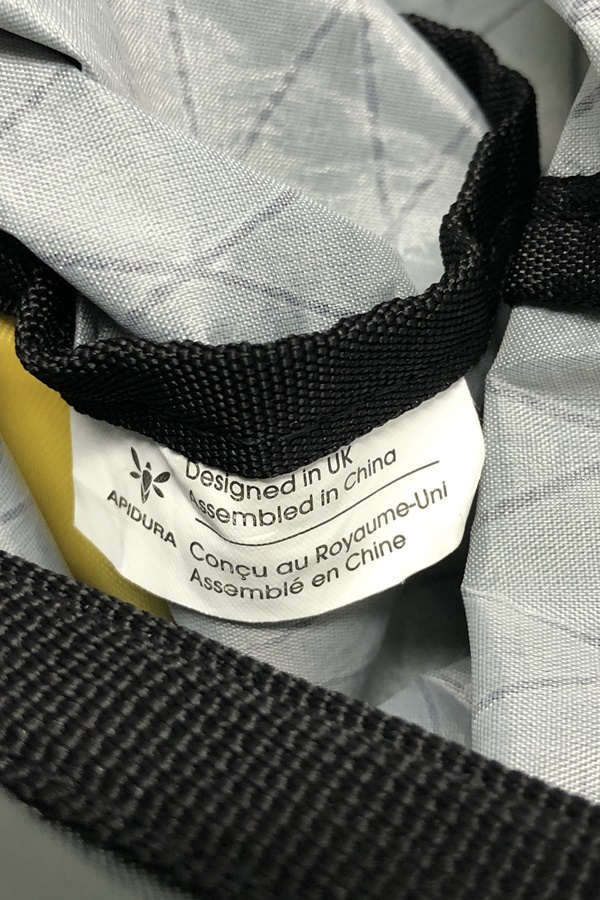 APIDURA
Designed in UK
Assembled in China
Conçu au Royaume-Uni
Assemblé en Chine